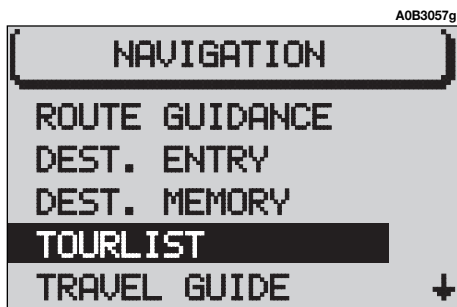 A0B3057g
NAVIGATION
ROUTE GUIDANCE
DEST. ENTRY
DEST. MEMORY
TOURLIST
TRAVEL GUIDE